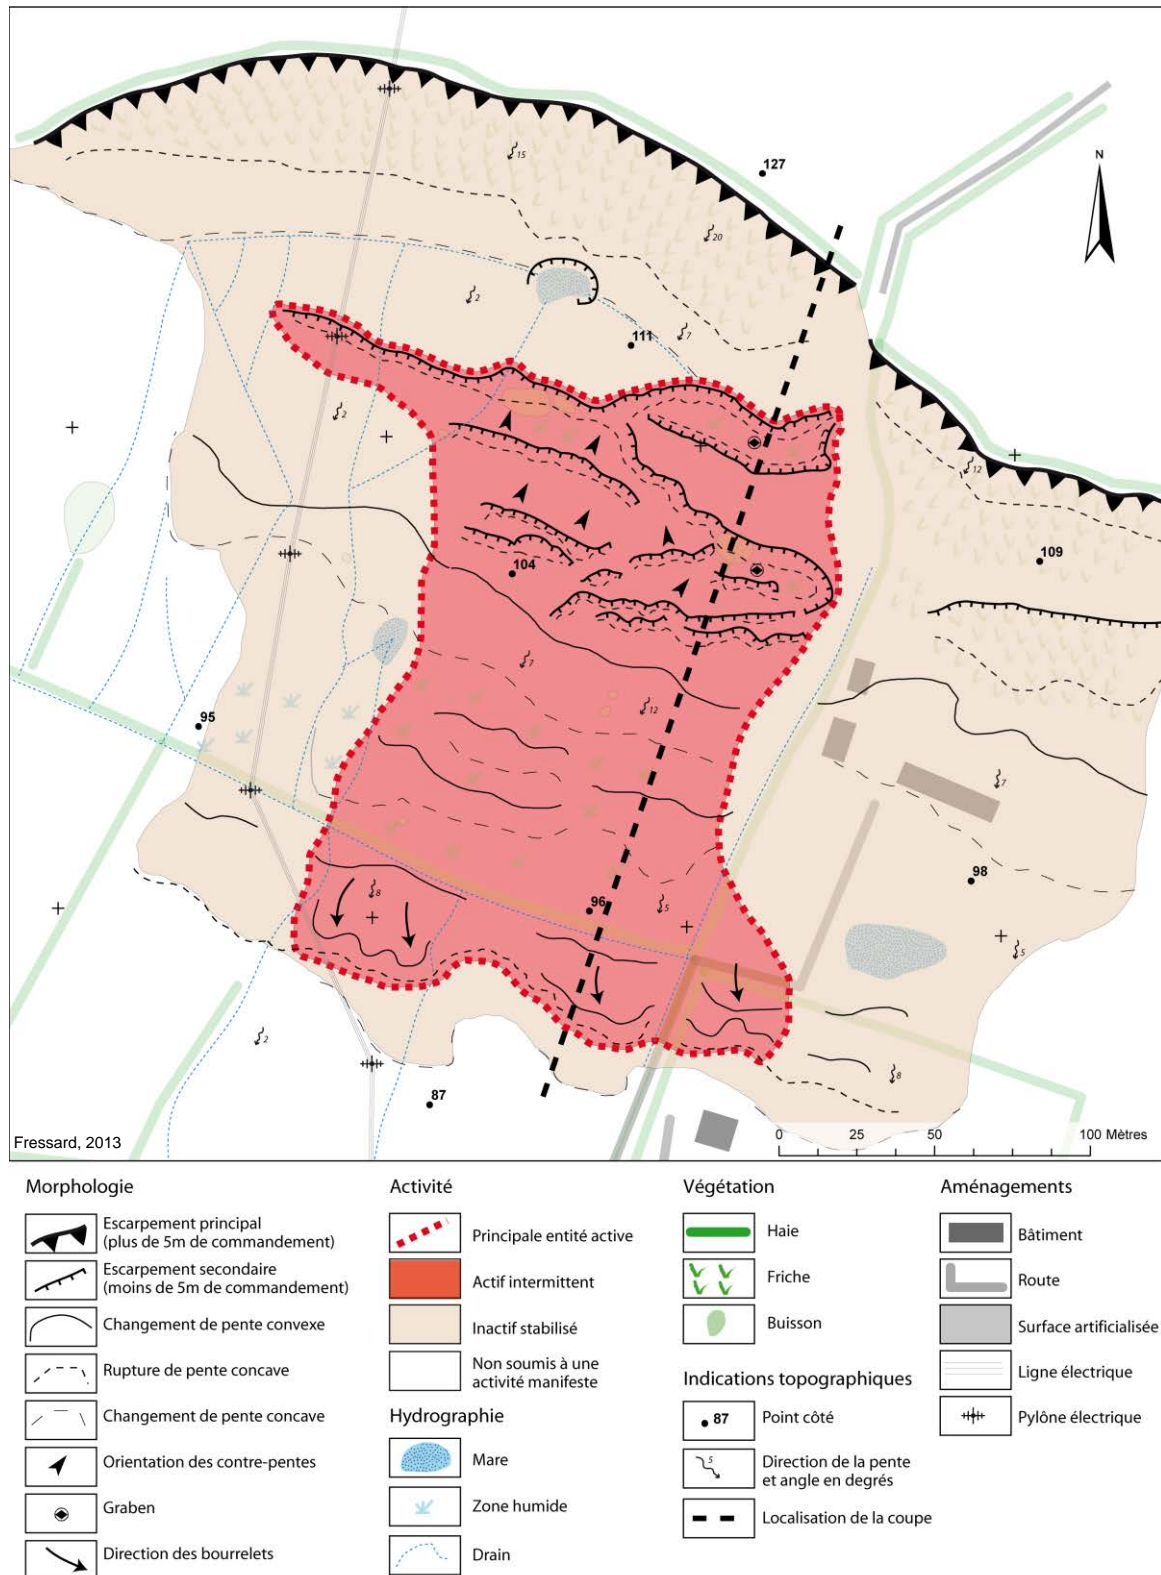 127
15
20
N
2
7
111
2
12
109
104
7
12
95
7
98
8
96
5
5
2
8
87
Fressard, 2013
0 25 50 100 Mètres
Morphologie
Escarpement principal
(plus de 5m de commandement)
Escarpement secondaire
(moins de 5m de commandement)
Changement de pente convexe
Rupture de pente concave
Changement de pente concave
Orientation des contre-pentes
Graben
Direction des bourrelets
Activité
Principale entité active
Actif intermittent
Inactif stabilisé
Non soumis à une
activité manifeste
Hydrographie
Mare
Zone humide
Drain
Végétation
Haie
Friche
Buisson
Indications topographiques
87 Point côté
5 Direction de la pente
et angle en degrés
Localisation de la coupe
Aménagements
Bâtiment
Route
Surface artificialisée
Ligne électrique
Pylône électrique